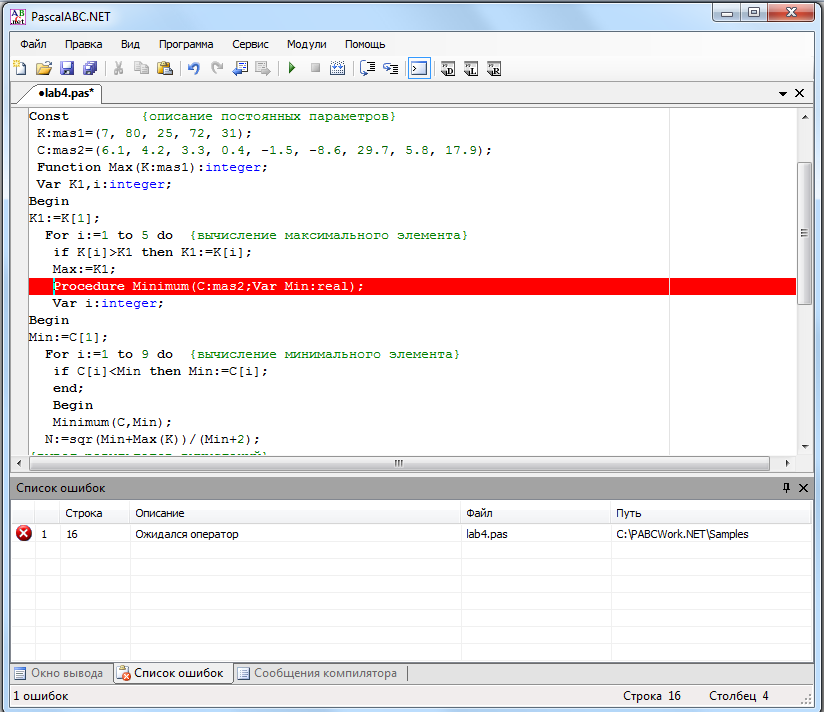 PascalABC.NET
Файл Правка Вид Программа Сервис Модули Помощь
•lab4.pas*
Const {описание постоянных параметров}
K:mas1=(7, 80, 25, 72, 31);
C:mas2=(6.1, 4.2, 3.3, 0.4, -1.5, -8.6, 29.7, 5.8, 17.9);
Function Max(K:mas1):integer;
Var K1,i:integer;
Begin
K1:=K[1];
For i:=1 to 5 do {вычисление максимального элемента}
if K[i]>K1 then K1:=K[i];
Max:=K1;
Procedure Minimum(C:mas2;Var Min:real);
Var i:integer;
Begin
Min:=C[1];
For i:=1 to 9 do {вычисление минимального элемента}
if C[i]<Min then Min:=C[i];
end;
Begin
Minimum(C,Min);
N:=sqr(Min+Max(K))/(Min+2);
Список ошибок
Строка Описание Файл Путь
1 16 Ожидался оператор lab4.pas C:\PABCWork.NET\Samples
Окно вывода Список ошибок Сообщения компилятора
1 ошибок Строка 16 Столбец 4